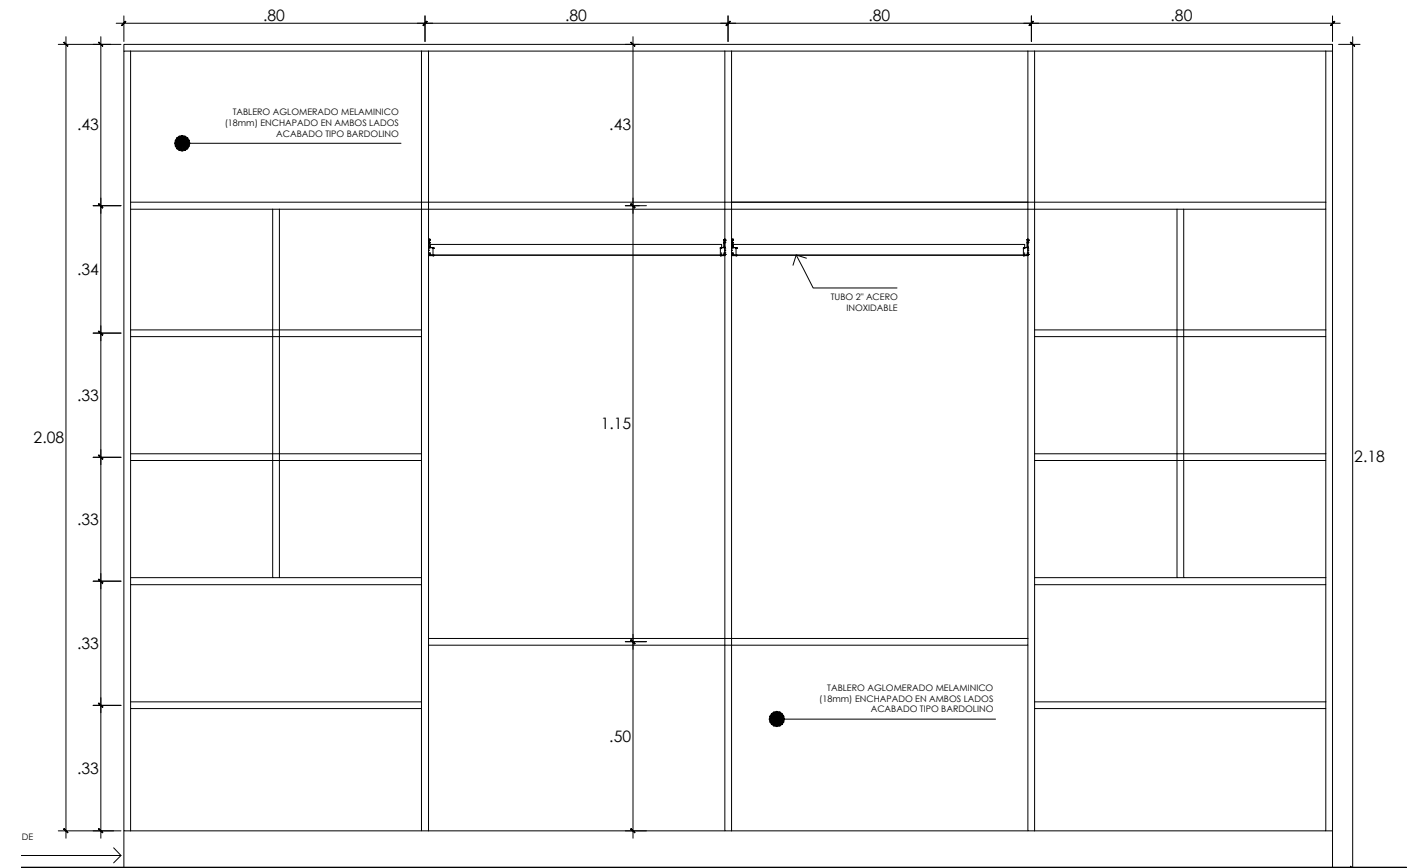 .80
.80
.80
.80
.43
.43
TABLERO AGLOMERADO MELAMINICO
(18mm) ENCHAPADO EN AMBOS LADOS
ACABADO TIPO BARDOLINO
.34
TUBO 2" ACERO
INOXIDABLE
.33
1.15
2.08
2.18
.33
.33
TABLERO AGLOMERADO MELAMINICO
(18mm) ENCHAPADO EN AMBOS LADOS
ACABADO TIPO BARDOLINO
.50
.33
DE